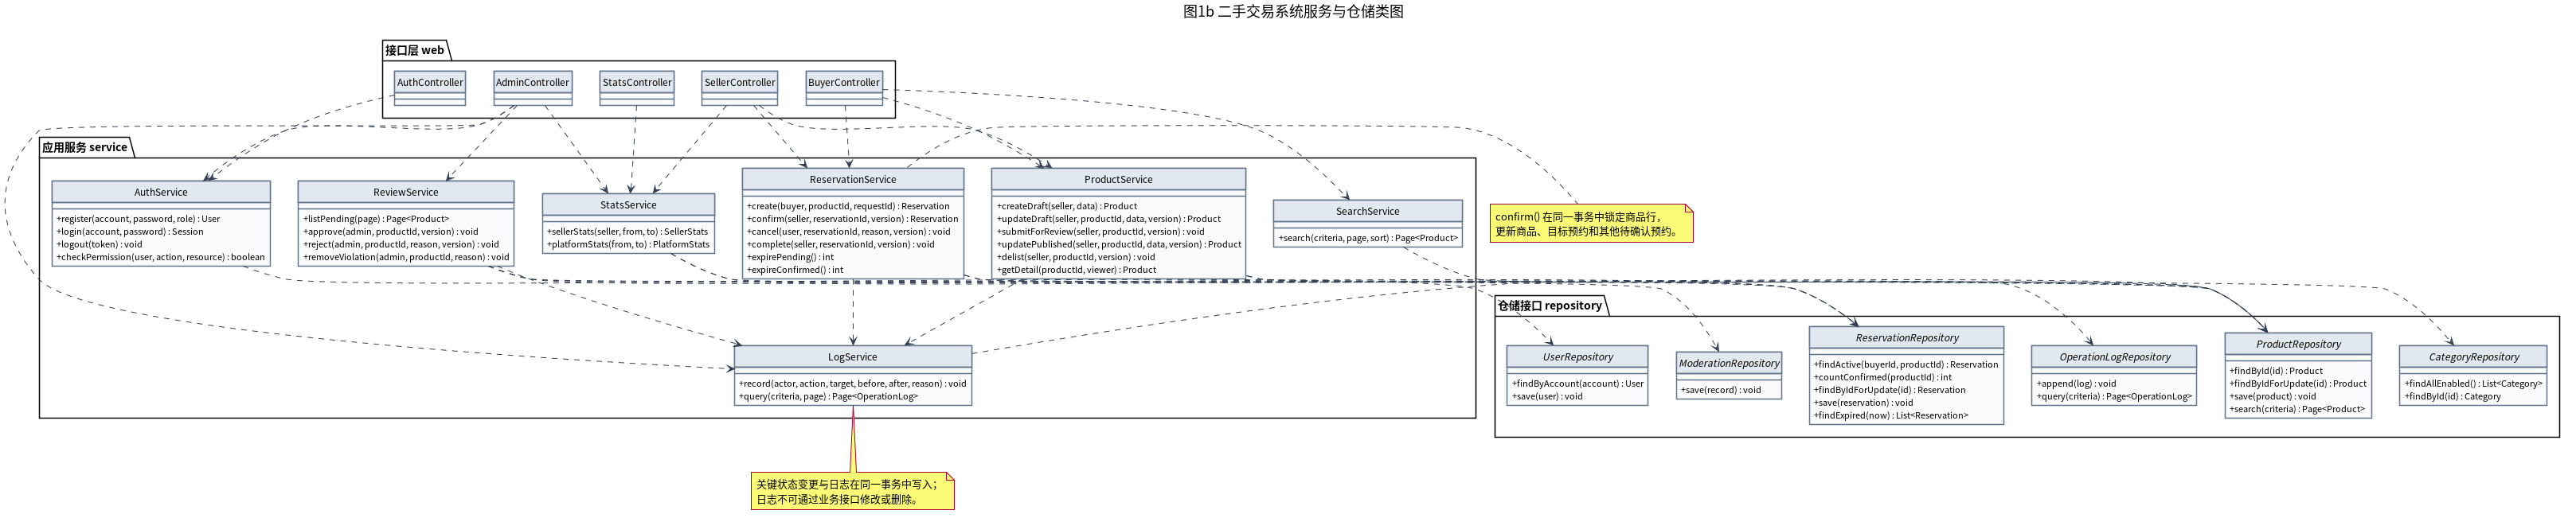 图1b 二手交易系统服务与仓储类图
接口层 web
AuthController
AdminController
StatsController
SellerController
BuyerController
应用服务 service
AuthService
+register(account, password, role) : User
+login(account, password) : Session
+logout(token) : void
+checkPermission(user, action, resource) : boolean
ReviewService
+listPending(page) : Page<Product>
+approve(admin, productId, version) : void
+reject(admin, productId, reason, version) : void
+removeViolation(admin, productId, reason) : void
StatsService
+sellerStats(seller, from, to) : SellerStats
+platformStats(from, to) : PlatformStats
ReservationService
+create(buyer, productId, requestId) : Reservation
+confirm(seller, reservationId, version) : Reservation
+cancel(user, reservationId, reason, version) : void
+complete(seller, reservationId, version) : void
+expirePending() : int
+expireConfirmed() : int
ProductService
+createDraft(seller, data) : Product
+updateDraft(seller, productId, data, version) : Product
+submitForReview(seller, productId, version) : void
+updatePublished(seller, productId, data, version) : Product
+delist(seller, productId, version) : void
+getDetail(productId, viewer) : Product
SearchService
+search(criteria, page, sort) : Page<Product>
confirm() 在同一事务中锁定商品行，
更新商品、目标预约和其他待确认预约。
LogService
+record(actor, action, target, before, after, reason) : void
+query(criteria, page) : Page<OperationLog>
仓储接口 repository
UserRepository
+findByAccount(account) : User
+save(user) : void
ModerationRepository
+save(record) : void
ReservationRepository
+findActive(buyerId, productId) : Reservation
+countConfirmed(productId) : int
+findByIdForUpdate(id) : Reservation
+save(reservation) : void
+findExpired(now) : List<Reservation>
OperationLogRepository
+append(log) : void
+query(criteria) : Page<OperationLog>
ProductRepository
+findById(id) : Product
+findByIdForUpdate(id) : Product
+save(product) : void
+search(criteria) : Page<Product>
CategoryRepository
+findAllEnabled() : List<Category>
+findById(id) : Category
关键状态变更与日志在同一事务中写入；
日志不可通过业务接口修改或删除。